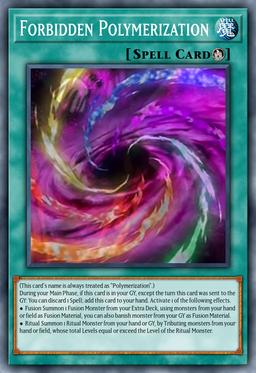 FORBIDDEN POLYMERIZATION
[SPELL CARD]
(This card's name is always treated as "Polymerization".)
During your Main Phase, if this card is in your GY, except the turn this card was sent to the
GY: You can discard 1 Spell; add this card to your hand. Activate 1 of the following effects.
● Fusion Summon 1 Fusion Monster from your Extra Deck, using monsters from your hand
or field as Fusion Material, you can also banish monster from your GY as Fusion Material.
● Ritual Summon 1 Ritual Monster from your hand or GY, by Tributing monsters from your
hand or field, whose total Levels equal or exceed the Level of the Ritual Monster.